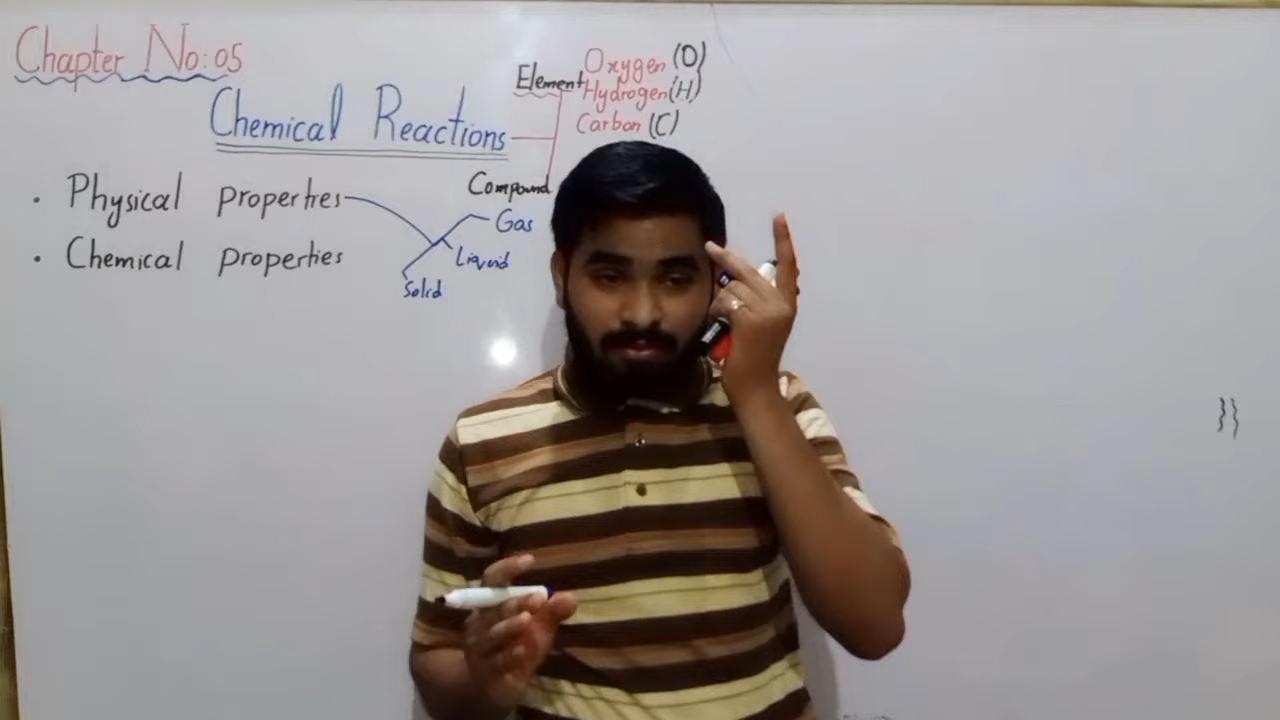 Chapter No:05
Chemical Reactions
Element
Oxygen (O)
Hydrogen (H)
Carbon (C)
Compound
. Physical properties
Gas
Liquid
Solid
. Chemical properties